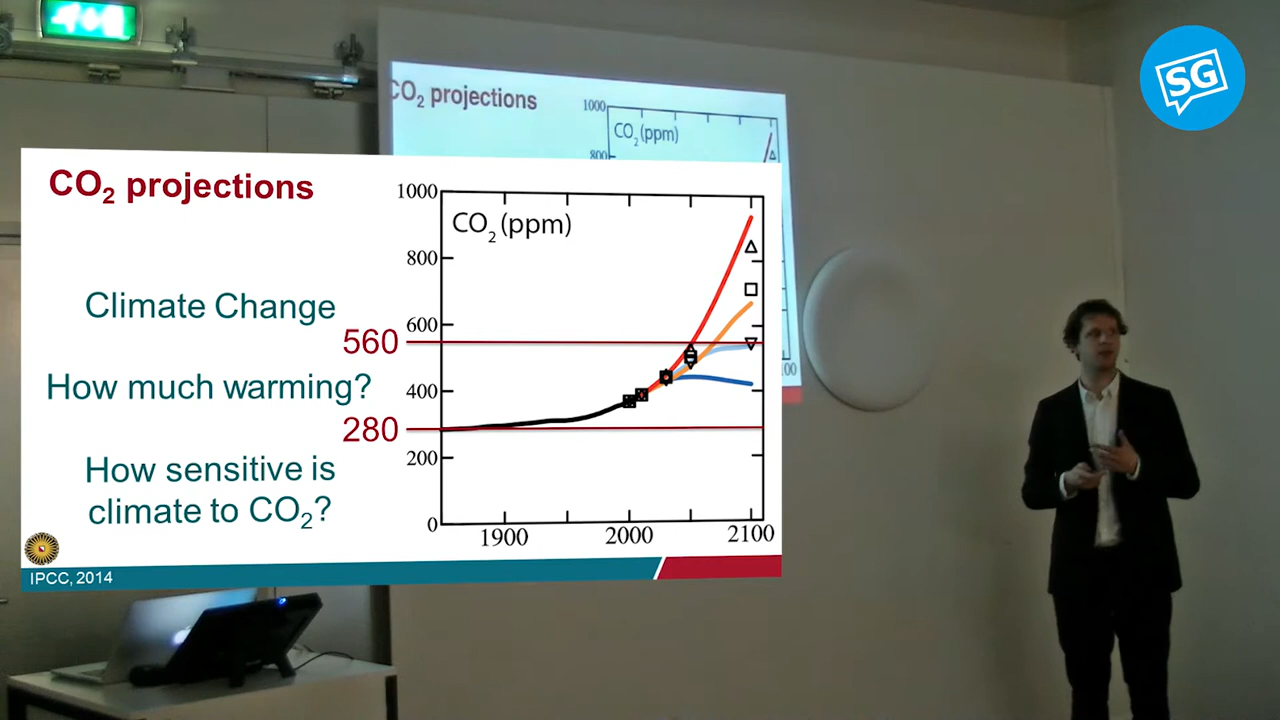 SG
CO₂ projections
1000
CO₂ (ppm)
800
CO₂ projections
Climate Change
How much warming?
How sensitive is
climate to CO₂?
IPCC, 2014
CO₂ (ppm)
1000
800
600
560
400
280
200
0
1900
2000
2100
00